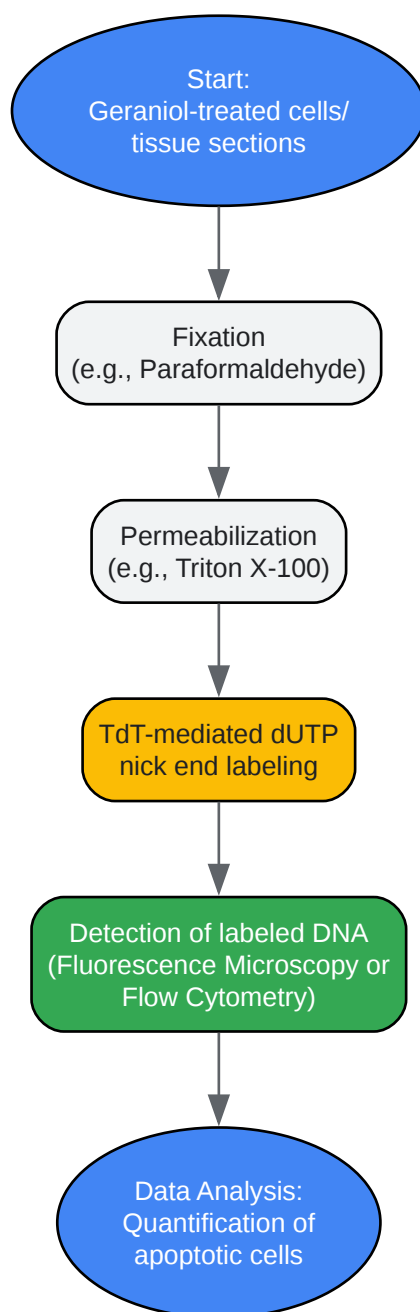 Start:
Geraniol-treated cells/
tissue sections
Fixation
(e.g., Paraformaldehyde)
Permeabilization
(e.g., Triton X-100)
TdT-mediated dUTP
nick end labeling
Detection of labeled DNA
(Fluorescence Microscopy or
Flow Cytometry)
Data Analysis:
Quantification of
apoptotic cells